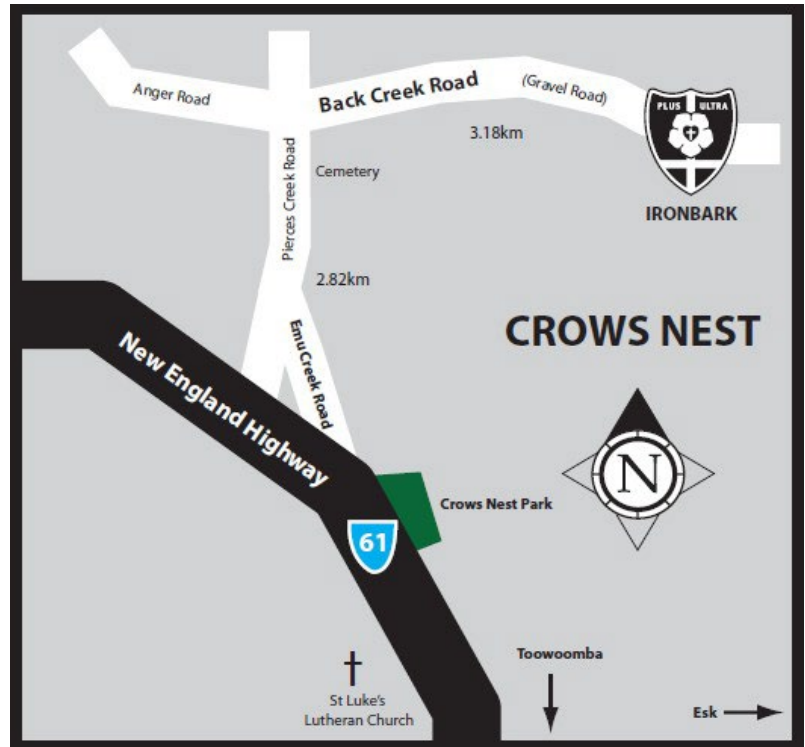 Anger Road
Back Creek Road
(Gravel Road)
PLUS ULTRA
3.18km
IRONBARK
Pierces Creek Road
Cemetery
2.82km
CROWS NEST
New England Highway
Emu Creek Road
N
Crows Nest Park
61
St Luke's
Lutheran Church
Toowoomba
Esk